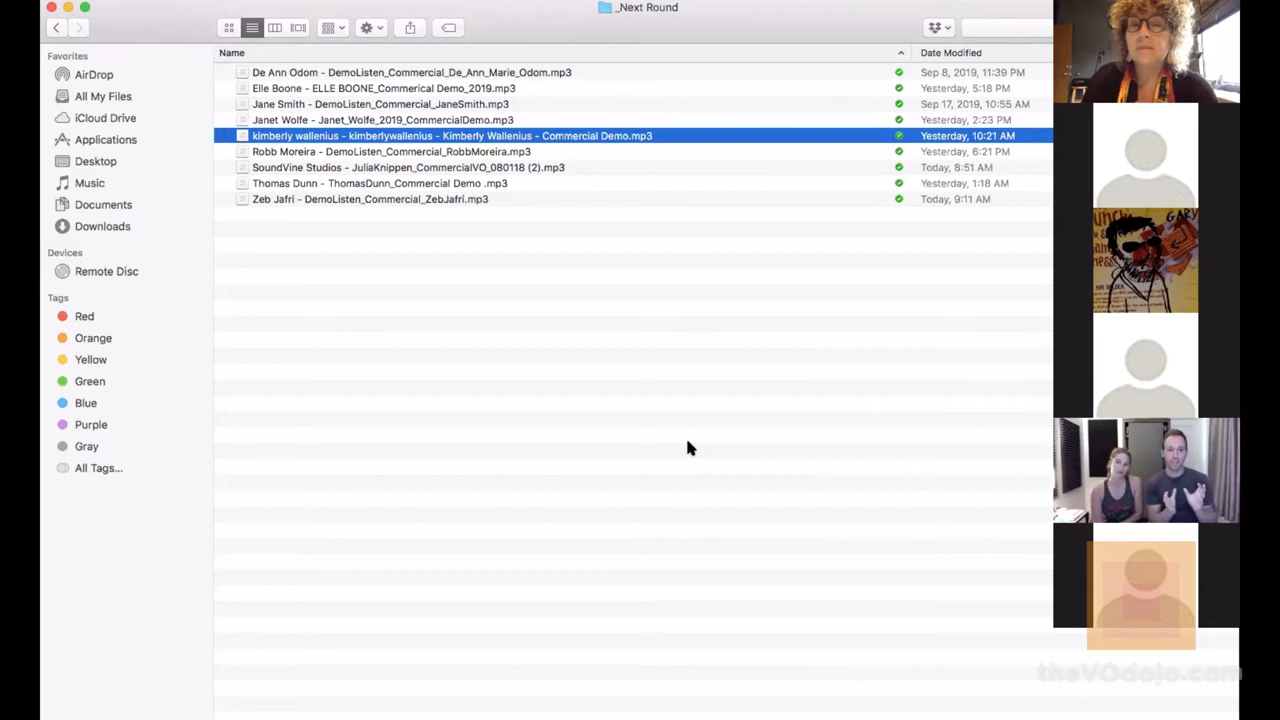 _Next Round
Favorites
AirDrop
All My Files
iCloud Drive
Applications
Desktop
Music
Documents
Downloads
Devices
Remote Disc
Tags
Red
Orange
Yellow
Green
Blue
Purple
Gray
All Tags...
Name Date Modified
De Ann Odom - DemoListen_Commercial_De_Ann_Marie_Odom.mp3 Sep 8, 2019, 11:39 PM
Elle Boone - ELLE BOONE_Commerical Demo_2019.mp3 Yesterday, 5:18 PM
Jane Smith - DemoListen_Commercial_JaneSmith.mp3 Sep 17, 2019, 10:55 AM
Janet Wolfe - Janet_Wolfe_2019_CommercialDemo.mp3 Yesterday, 2:23 PM
kimberly wallenius - kimberlywallenius - Kimberly Wallenius - Commercial Demo.mp3 Yesterday, 10:21 AM
Robb Moreira - DemoListen_Commercial_RobbMoreira.mp3 Yesterday, 6:21 PM
SoundVine Studios - JuliaKnippen_CommercialVO_080118 (2).mp3 Today, 8:51 AM
Thomas Dunn - ThomasDunn_Commercial Demo .mp3 Yesterday, 1:18 AM
Zeb Jafri - DemoListen_Commercial_ZebJafri.mp3 Today, 9:11 AM
GARY
theVOdojo.com